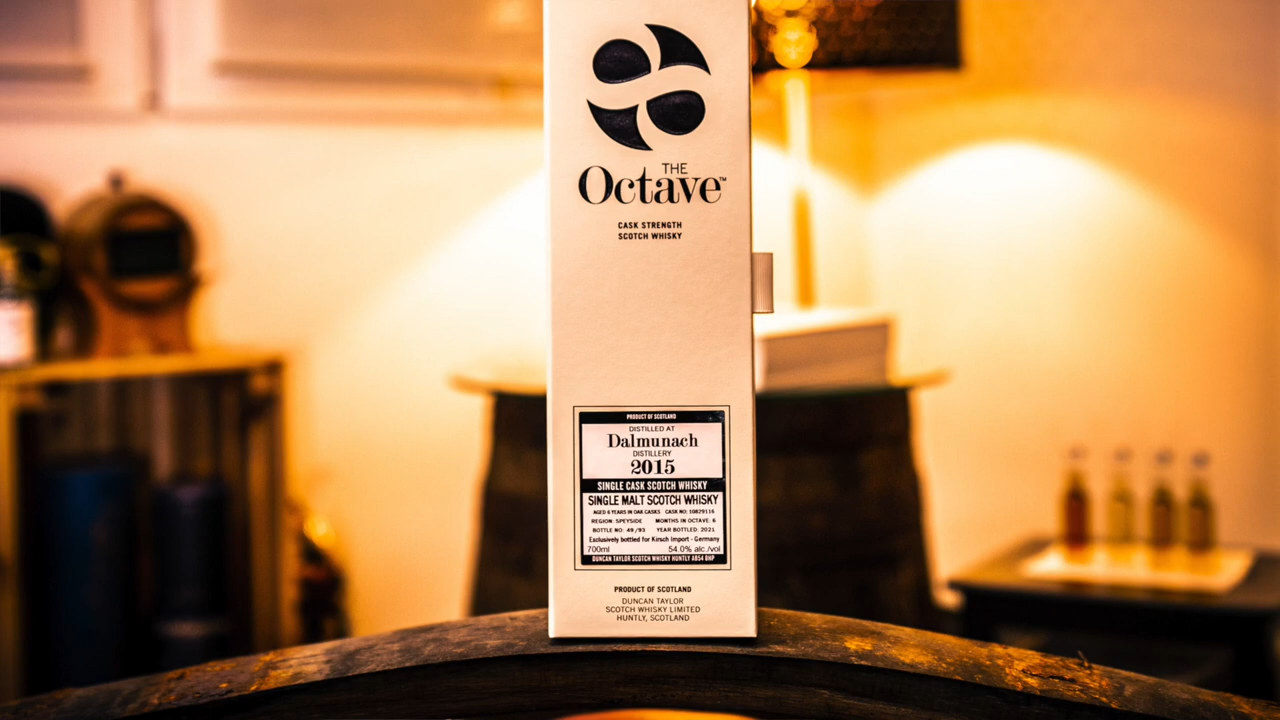 THE
Octave™
CASK STRENGTH
SCOTCH WHISKY
PRODUCT OF SCOTLAND
DISTILLED AT
Dalmunach
DISTILLERY
2015
SINGLE CASK SCOTCH WHISKY
SINGLE MALT SCOTCH WHISKY
AGED 6 YEARS IN OAK CASKS CASK NO: 10829116
REGION: SPEYSIDE MONTHS IN OCTAVE: 6
BOTTLE NO: 49 /93 YEAR BOTTLED: 2021
Exclusively bottled for Kirsch Import - Germany
700ml 54.0% alc./vol
DUNCAN TAYLOR SCOTCH WHISKY HUNTLY AB54 8HP
PRODUCT OF SCOTLAND
DUNCAN TAYLOR
SCOTCH WHISKY LIMITED
HUNTLY, SCOTLAND